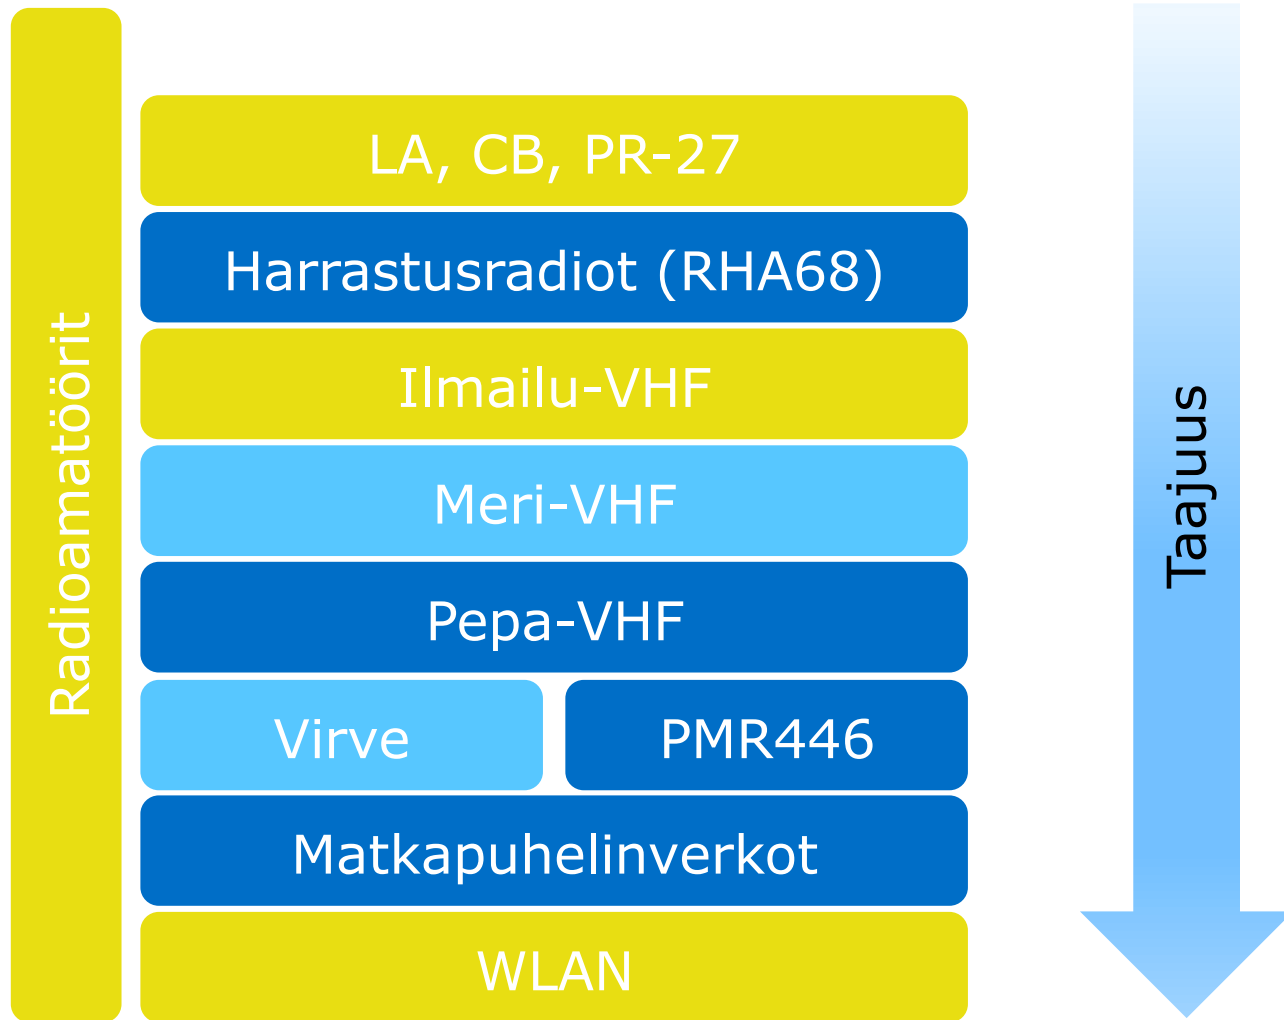 Radioamatöörit
LA, CB, PR-27
Harrastusradiot (RHA68)
Ilmailu-VHF
Meri-VHF
Pepa-VHF
Virve
PMR446
Matkapuhelinverkot
WLAN
Taajuus